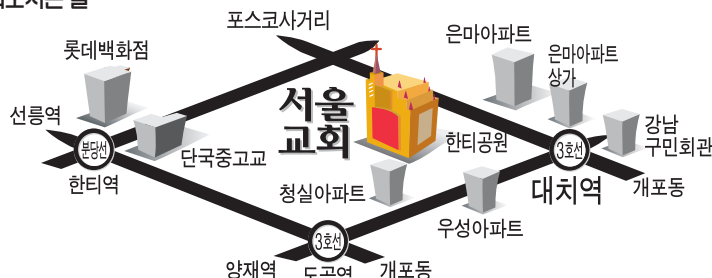 포스코사거리
은마아파트
롯데백화점
은마아파트
상가
선릉역
서울
교회
강남
구민회관
분당선
단국중고교
한티공원
3호선
한티역
청실아파트
대치역
개포동
우성아파트
3호선
양재역
도곡역
개포동